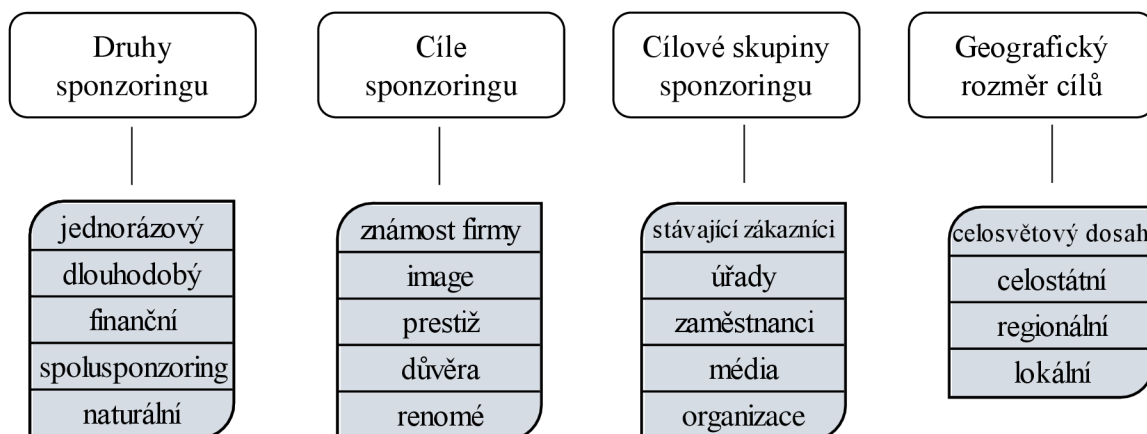 Druhy
sponzoringu
Cíle
sponzoringu
Cílové skupiny
sponzoringu
Geografický
rozměr cílů
jednorázový
dlouhodobý
finanční
spolusponzoring
naturální
známost firmy
image
prestiž
důvěra
renomé
stávající zákazníci
úřady
zaměstnanci
média
organizace
celosvětový dosah
celostátní
regionální
lokální